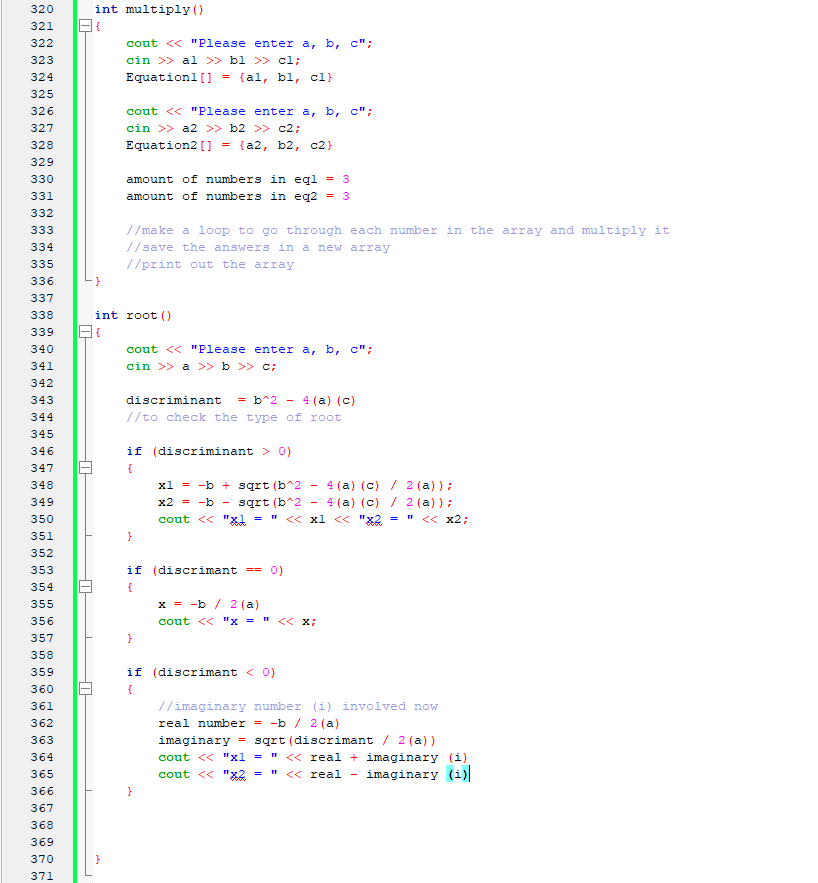 320 int multiply()
321 {
322 cout << "Please enter a, b, c";
323 cin >> a1 >> b1 >> c1;
324 Equation1[] = {a1, b1, c1}
325
326 cout << "Please enter a, b, c";
327 cin >> a2 >> b2 >> c2;
328 Equation2[] = {a2, b2, c2}
329
330 amount of numbers in eq1 = 3
331 amount of numbers in eq2 = 3
332
333 //make a loop to go through each number in the array and multiply it
334 //save the answers in a new array
335 //print out the array
336 }
337
338 int root()
339 {
340 cout << "Please enter a, b, c";
341 cin >> a >> b >> c;
342
343 discriminant  = b^2 - 4(a)(c)
344 //to check the type of root
345
346 if (discriminant > 0)
347 {
348 x1 = -b + sqrt(b^2 - 4(a)(c) / 2(a));
349 x2 = -b - sqrt(b^2 - 4(a)(c) / 2(a));
350 cout << "x1 = " << x1 << "x2 = " << x2;
351 }
352
353 if (discrimant == 0)
354 {
355 x = -b / 2(a)
356 cout << "x = " << x;
357 }
358
359 if (discrimant < 0)
360 {
361 //imaginary number (i) involved now
362 real number = -b / 2(a)
363 imaginary = sqrt(discrimant / 2(a))
364 cout << "x1 = " << real + imaginary (i)
365 cout << "x2 = " << real - imaginary (i)
366 }
367
368
369
370 }
371